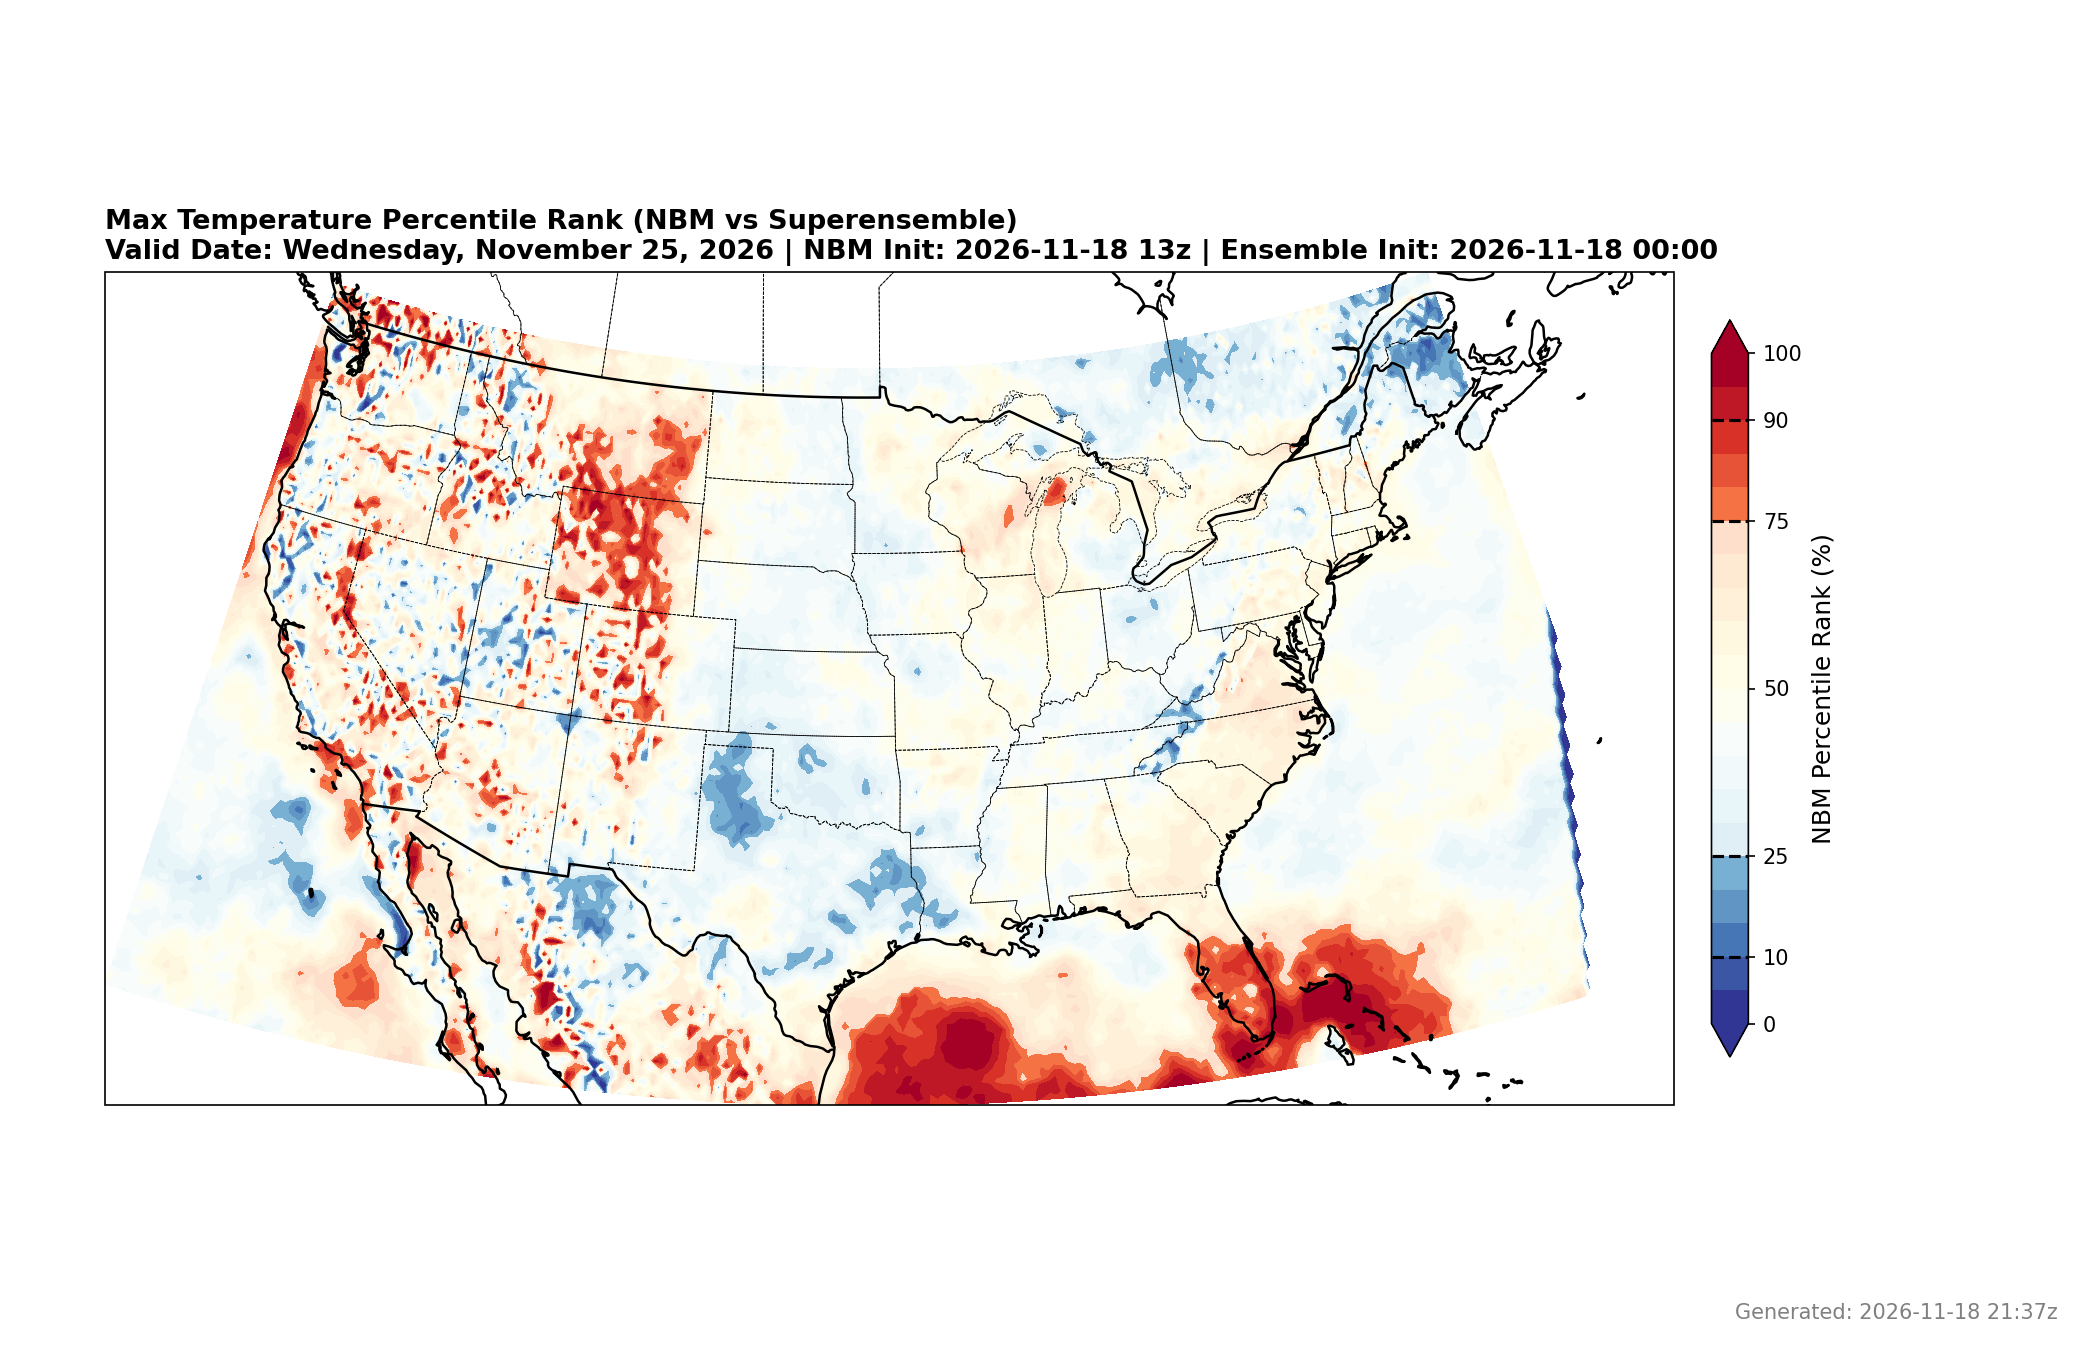 Max Temperature Percentile Rank (NBM vs Superensemble)
Valid Date: Wednesday, November 25, 2026 | NBM Init: 2026-11-18 13z | Ensemble Init: 2026-11-18 00:00
100
90
75
50
25
10
0
NBM Percentile Rank (%)
Generated: 2026-11-18 21:37z